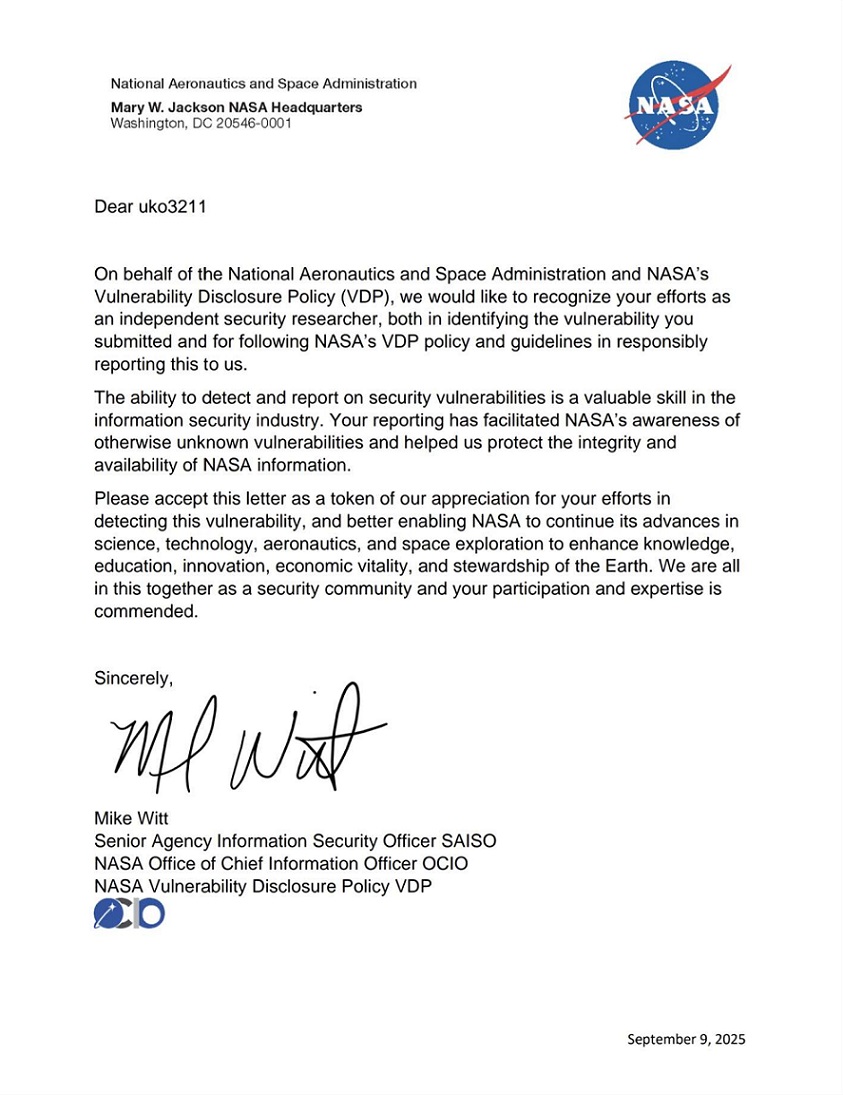 National Aeronautics and Space Administration
Mary W. Jackson NASA Headquarters
Washington, DC 20546-0001
NASA
Dear uko3211
On behalf of the National Aeronautics and Space Administration and NASA’s
Vulnerability Disclosure Policy (VDP), we would like to recognize your efforts as
an independent security researcher, both in identifying the vulnerability you
submitted and for following NASA’s VDP policy and guidelines in responsibly
reporting this to us.
The ability to detect and report on security vulnerabilities is a valuable skill in the
information security industry. Your reporting has facilitated NASA’s awareness of
otherwise unknown vulnerabilities and helped us protect the integrity and
availability of NASA information.
Please accept this letter as a token of our appreciation for your efforts in
detecting this vulnerability, and better enabling NASA to continue its advances in
science, technology, aeronautics, and space exploration to enhance knowledge,
education, innovation, economic vitality, and stewardship of the Earth. We are all
in this together as a security community and your participation and expertise is
commended.
Sincerely,
Mike Witt
Senior Agency Information Security Officer SAISO
NASA Office of Chief Information Officer OCIO
NASA Vulnerability Disclosure Policy VDP
OCIO
September 9, 2025